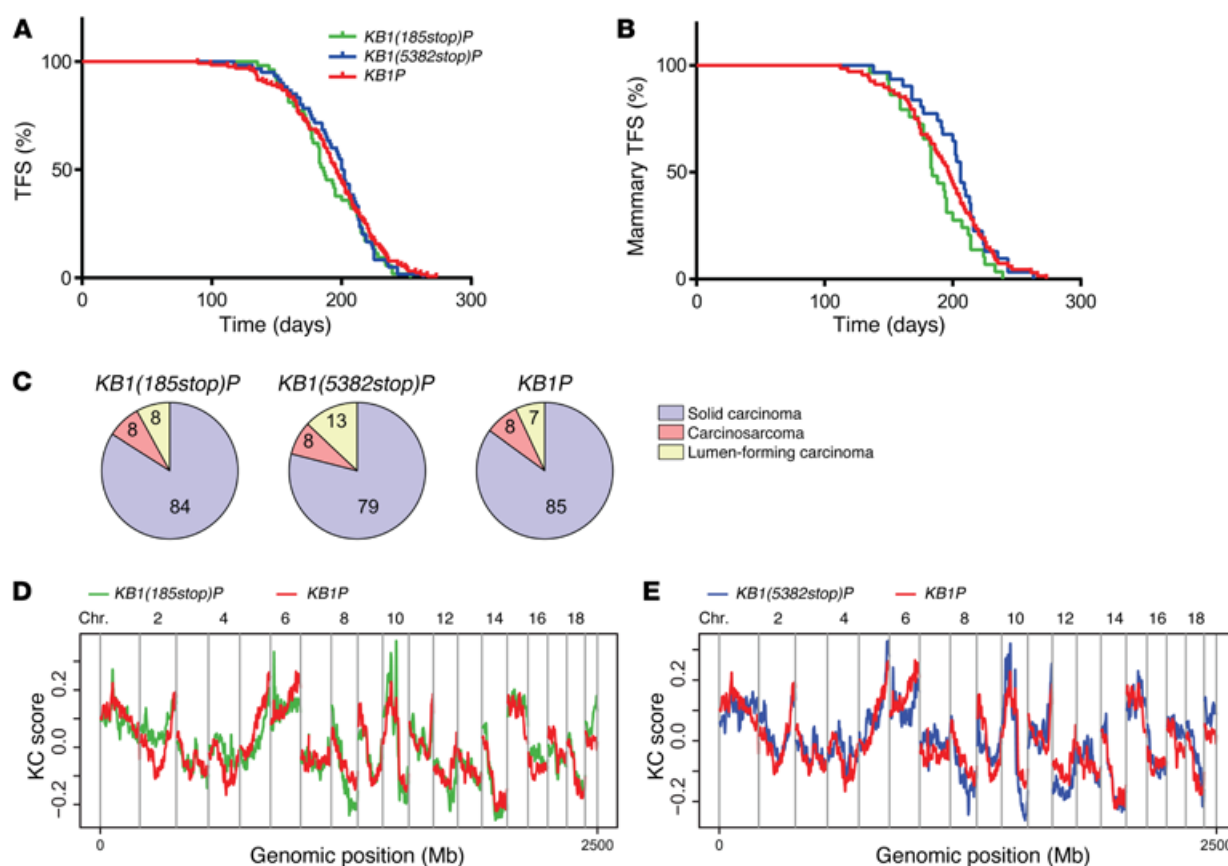 A
KB1(185stop)P
KB1(5382stop)P
KB1P
100
50
0
TFS (%)
0 100 200 300
Time (days)
B
100
50
0
Mammary TFS (%)
0 100 200 300
Time (days)
C
KB1(185stop)P KB1(5382stop)P KB1P
8 8 84
13 8 79
7 8 85
Solid carcinoma
Carcinosarcoma
Lumen-forming carcinoma
D
KB1(185stop)P KB1P
Chr. 2 4 6 8 10 12 14 16 18
KC score
0.2
0.0
−0.2
0 2500
Genomic position (Mb)
E
KB1(5382stop)P KB1P
Chr. 2 4 6 8 10 12 14 16 18
KC score
0.2
0.0
−0.2
0 2500
Genomic position (Mb)